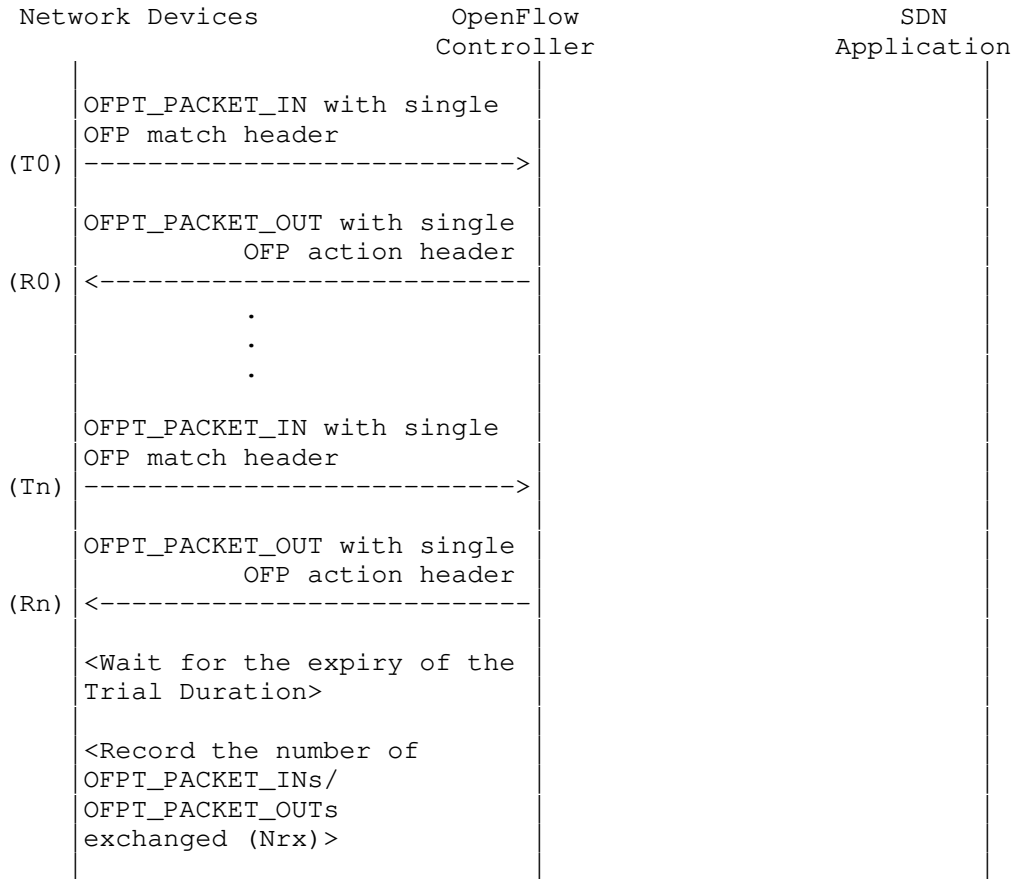 Network Devices OpenFlow SDN
Controller Application
OFPT_PACKET_IN with single
OFP match header
(T0) --------------------------->
OFPT_PACKET_OUT with single
OFP action header
(R0) <---------------------------
.
.
.
OFPT_PACKET_IN with single
OFP match header
(Tn) --------------------------->
OFPT_PACKET_OUT with single
OFP action header
(Rn) <---------------------------
<Wait for the expiry of the
Trial Duration>
<Record the number of
OFPT_PACKET_INs/
OFPT_PACKET_OUTs
exchanged (Nrx)>